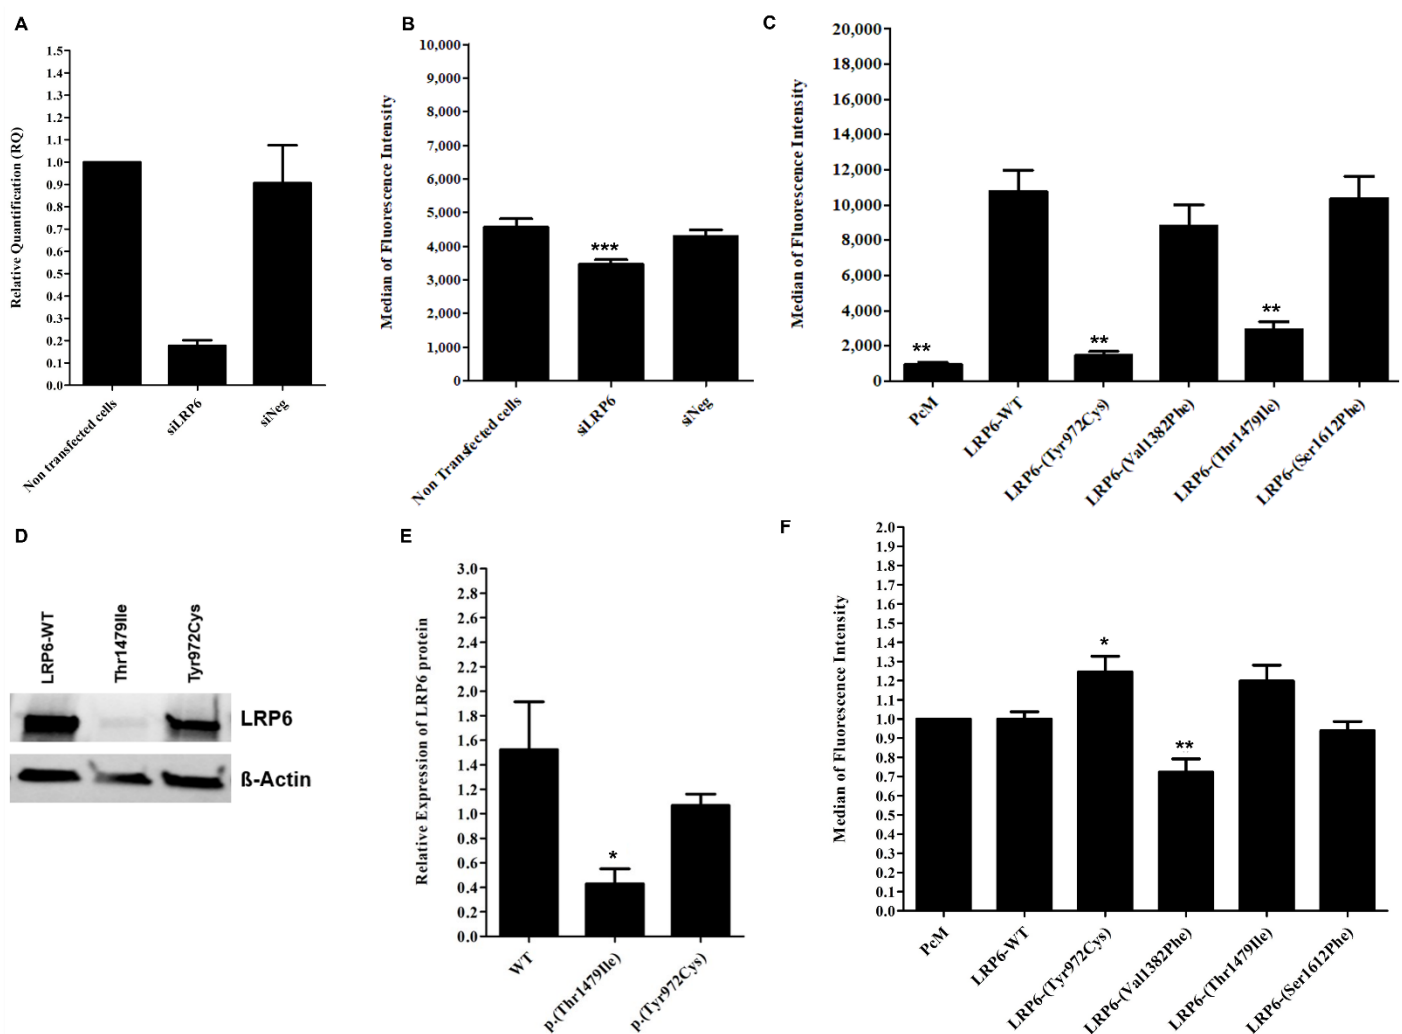 A
Relative Quantification (RQ)
1.5
1.4
1.3
1.2
1.1
1.0
0.9
0.8
0.7
0.6
0.5
0.4
0.3
0.2
0.1
0.0
Non transfected cells
siLRP6
siNeg
B
Median of Fluorescence Intensity
10,000
9,000
8,000
7,000
6,000
5,000
4,000
3,000
2,000
1,000
0
***
Non Transfected cells
siLRP6
siNeg
C
Median of Fluorescence Intensity
20,000
18,000
16,000
14,000
12,000
10,000
8,000
6,000
4,000
2,000
0
**
**
**
PcM
LRP6-WT
LRP6-(Tyr972Cys)
LRP6-(Val1382Phe)
LRP6-(Thr1479Ile)
LRP6-(Ser1612Phe)
D
LRP6-WT
Thr1479Ile
Tyr972Cys
LRP6
ß-Actin
E
Relative Expression of LRP6 protein
3.0
2.8
2.6
2.4
2.2
2.0
1.8
1.6
1.4
1.2
1.0
0.8
0.6
0.4
0.2
0.0
*
WT
p.(Thr1479Ile)
p.(Tyr972Cys)
F
Median of Fluorescence Intensity
2.0
1.9
1.8
1.7
1.6
1.5
1.4
1.3
1.2
1.1
1.0
0.9
0.8
0.7
0.6
0.5
0.4
0.3
0.2
0.1
0.0
*
**
PcM
LRP6-WT
LRP6-(Tyr972Cys)
LRP6-(Val1382Phe)
LRP6-(Thr1479Ile)
LRP6-(Ser1612Phe)